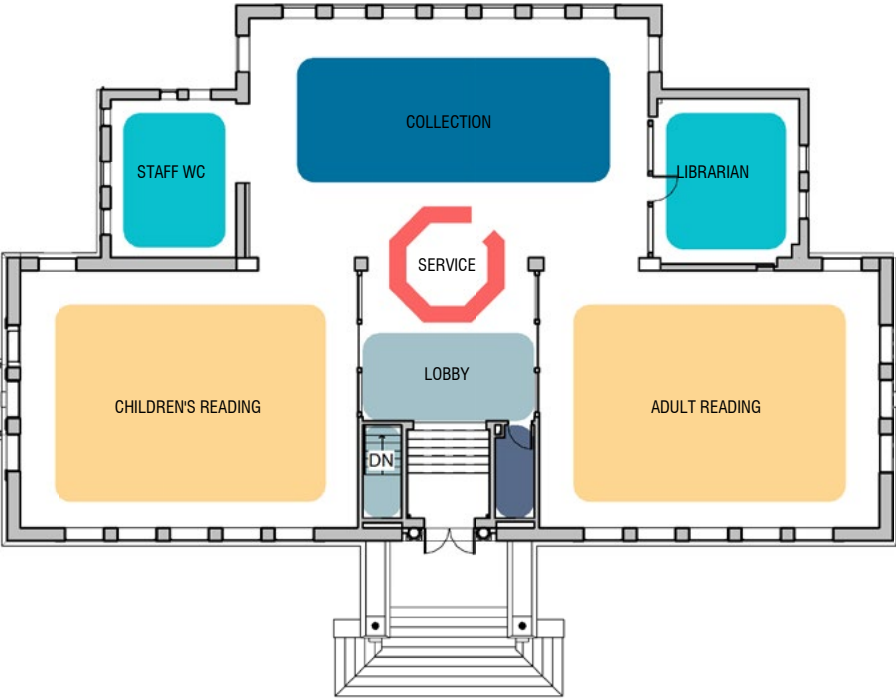 COLLECTION
STAFF WC
LIBRARIAN
SERVICE
LOBBY
CHILDREN'S READING
ADULT READING
DN